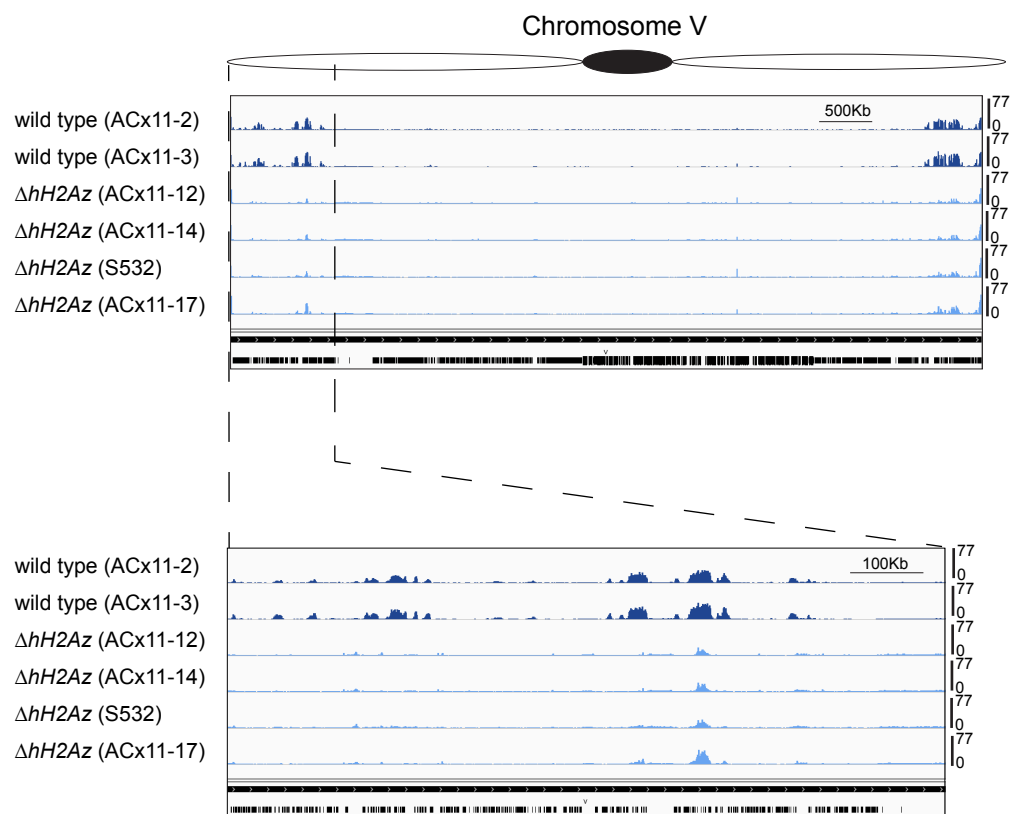 Chromosome V
500Kb
wild type (ACx11-2) 77 0
wild type (ACx11-3) 77 0
ΔhH2Az (ACx11-12) 77 0
ΔhH2Az (ACx11-14) 77 0
ΔhH2Az (S532) 77 0
ΔhH2Az (ACx11-17) 77 0
100Kb
wild type (ACx11-2) 77 0
wild type (ACx11-3) 77 0
ΔhH2Az (ACx11-12) 77 0
ΔhH2Az (ACx11-14) 77 0
ΔhH2Az (S532) 77 0
ΔhH2Az (ACx11-17) 77 0